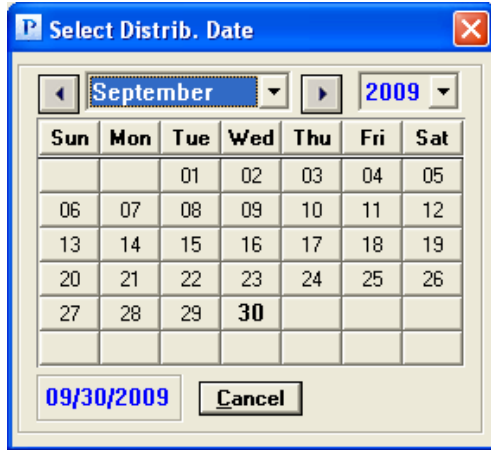 P Select Distrib. Date
September 2009
Sun Mon Tue Wed Thu Fri Sat
01 02 03 04 05
06 07 08 09 10 11 12
13 14 15 16 17 18 19
20 21 22 23 24 25 26
27 28 29 30
09/30/2009 Cancel